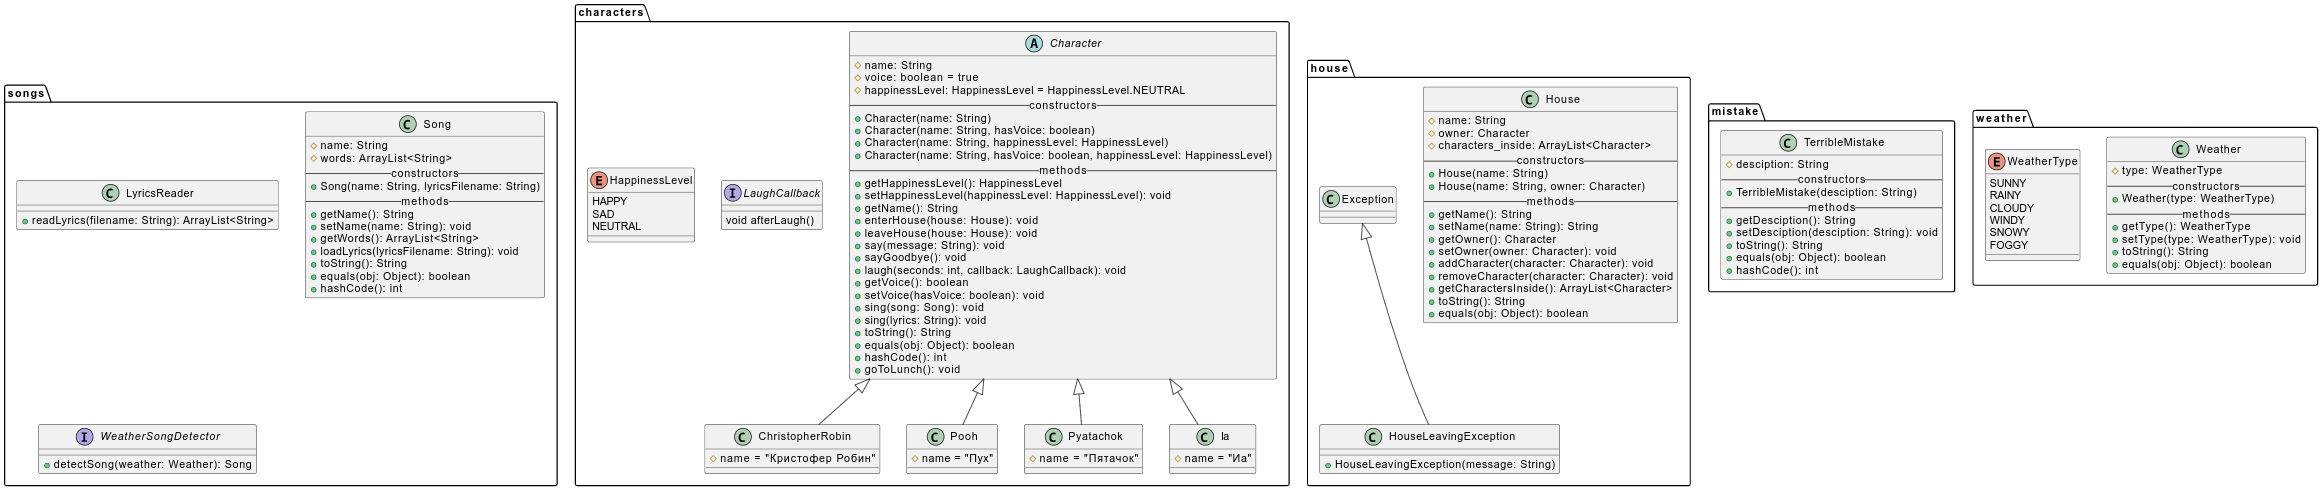 songs
C LyricsReader
readLyrics(filename: String): ArrayList<String>
C Song
name: String
words: ArrayList<String>
constructors
Song(name: String, lyricsFilename: String)
methods
getName(): String
setName(name: String): void
getWords(): ArrayList<String>
loadLyrics(lyricsFilename: String): void
toString(): String
equals(obj: Object): boolean
hashCode(): int
I WeatherSongDetector
detectSong(weather: Weather): Song
characters
E HappinessLevel
HAPPY
SAD
NEUTRAL
I LaughCallback
void afterLaugh()
A Character
name: String
voice: boolean = true
happinessLevel: HappinessLevel = HappinessLevel.NEUTRAL
constructors
Character(name: String)
Character(name: String, hasVoice: boolean)
Character(name: String, happinessLevel: HappinessLevel)
Character(name: String, hasVoice: boolean, happinessLevel: HappinessLevel)
methods
getHappinessLevel(): HappinessLevel
setHappinessLevel(happinessLevel: HappinessLevel): void
getName(): String
enterHouse(house: House): void
leaveHouse(house: House): void
say(message: String): void
sayGoodbye(): void
laugh(seconds: int, callback: LaughCallback): void
getVoice(): boolean
setVoice(hasVoice: boolean): void
sing(song: Song): void
sing(lyrics: String): void
toString(): String
equals(obj: Object): boolean
hashCode(): int
goToLunch(): void
C ChristopherRobin
name = "Кристофер Робин"
C Pooh
name = "Пух"
C Pyatachok
name = "Пятачок"
C Ia
name = "Иа"
house
C Exception
C House
name: String
owner: Character
characters_inside: ArrayList<Character>
constructors
House(name: String)
House(name: String, owner: Character)
methods
getName(): String
setName(name: String): String
getOwner(): Character
setOwner(owner: Character): void
addCharacter(character: Character): void
removeCharacter(character: Character): void
getCharactersInside(): ArrayList<Character>
toString(): String
equals(obj: Object): boolean
C HouseLeavingException
HouseLeavingException(message: String)
mistake
C TerribleMistake
desciption: String
constructors
TerribleMistake(desciption: String)
methods
getDesciption(): String
setDesciption(desciption: String): void
toString(): String
equals(obj: Object): boolean
hashCode(): int
weather
E WeatherType
SUNNY
RAINY
CLOUDY
WINDY
SNOWY
FOGGY
C Weather
type: WeatherType
constructors
Weather(type: WeatherType)
methods
getType(): WeatherType
setType(type: WeatherType): void
toString(): String
equals(obj: Object): boolean